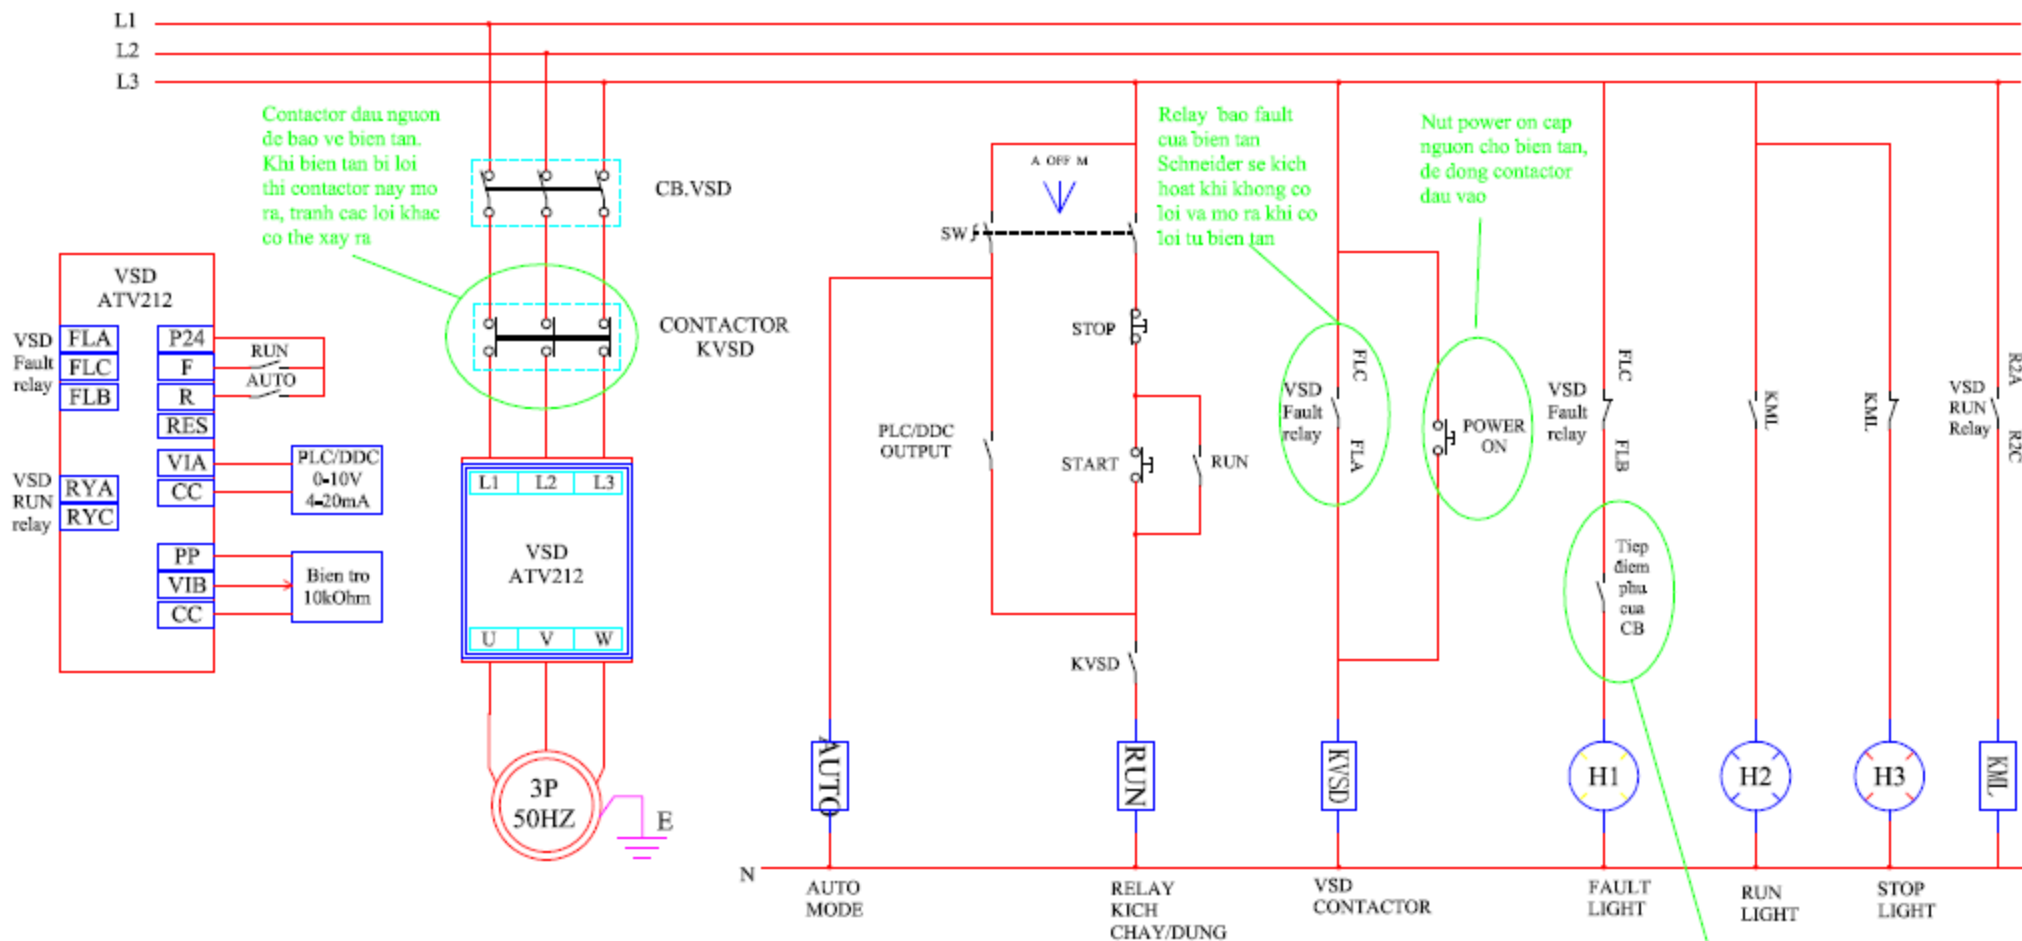 L1
L2
L3
Contactor dau nguon
de bao ve bien tan.
Khi bien tan bi loi
thi contactor nay mo
ra, tranh cac loi khac
co the xay ra
CB.VSD
CONTACTOR
KVSD
VSD
ATV212
VSD
Fault
relay
FLA
FLC
FLB
P24
F
R
RES
RUN
AUTO
VIA
CC
PLC/DDC
0-10V
4-20mA
VSD
RUN
relay
RYA
RYC
PP
VIB
CC
Bien tro
10kOhm
L1
L2
L3
VSD
ATV212
U
V
W
3P
50HZ
E
A OFF M
SW
STOP
PLC/DDC
OUTPUT
START
RUN
KVSD
Relay bao fault
cua bien tan
Schneider se kich
hoat khi khong co
loi va mo ra khi co
loi tu bien tan
Nut power on cap
nguon cho bien tan,
de dong contactor
dau vao
VSD
Fault
relay
FLC
FLA
POWER
ON
VSD
Fault
relay
FLC
FLB
Tiep
diem
phu
cua
CB
KML
KML
VSD
RUN
Relay
R2A
R2C
AUTO
RUN
KVSD
H1
H2
H3
KML
N
AUTO
MODE
RELAY
KICH
CHAY/DUNG
VSD
CONTACTOR
FAULT
LIGHT
RUN
LIGHT
STOP
LIGHT